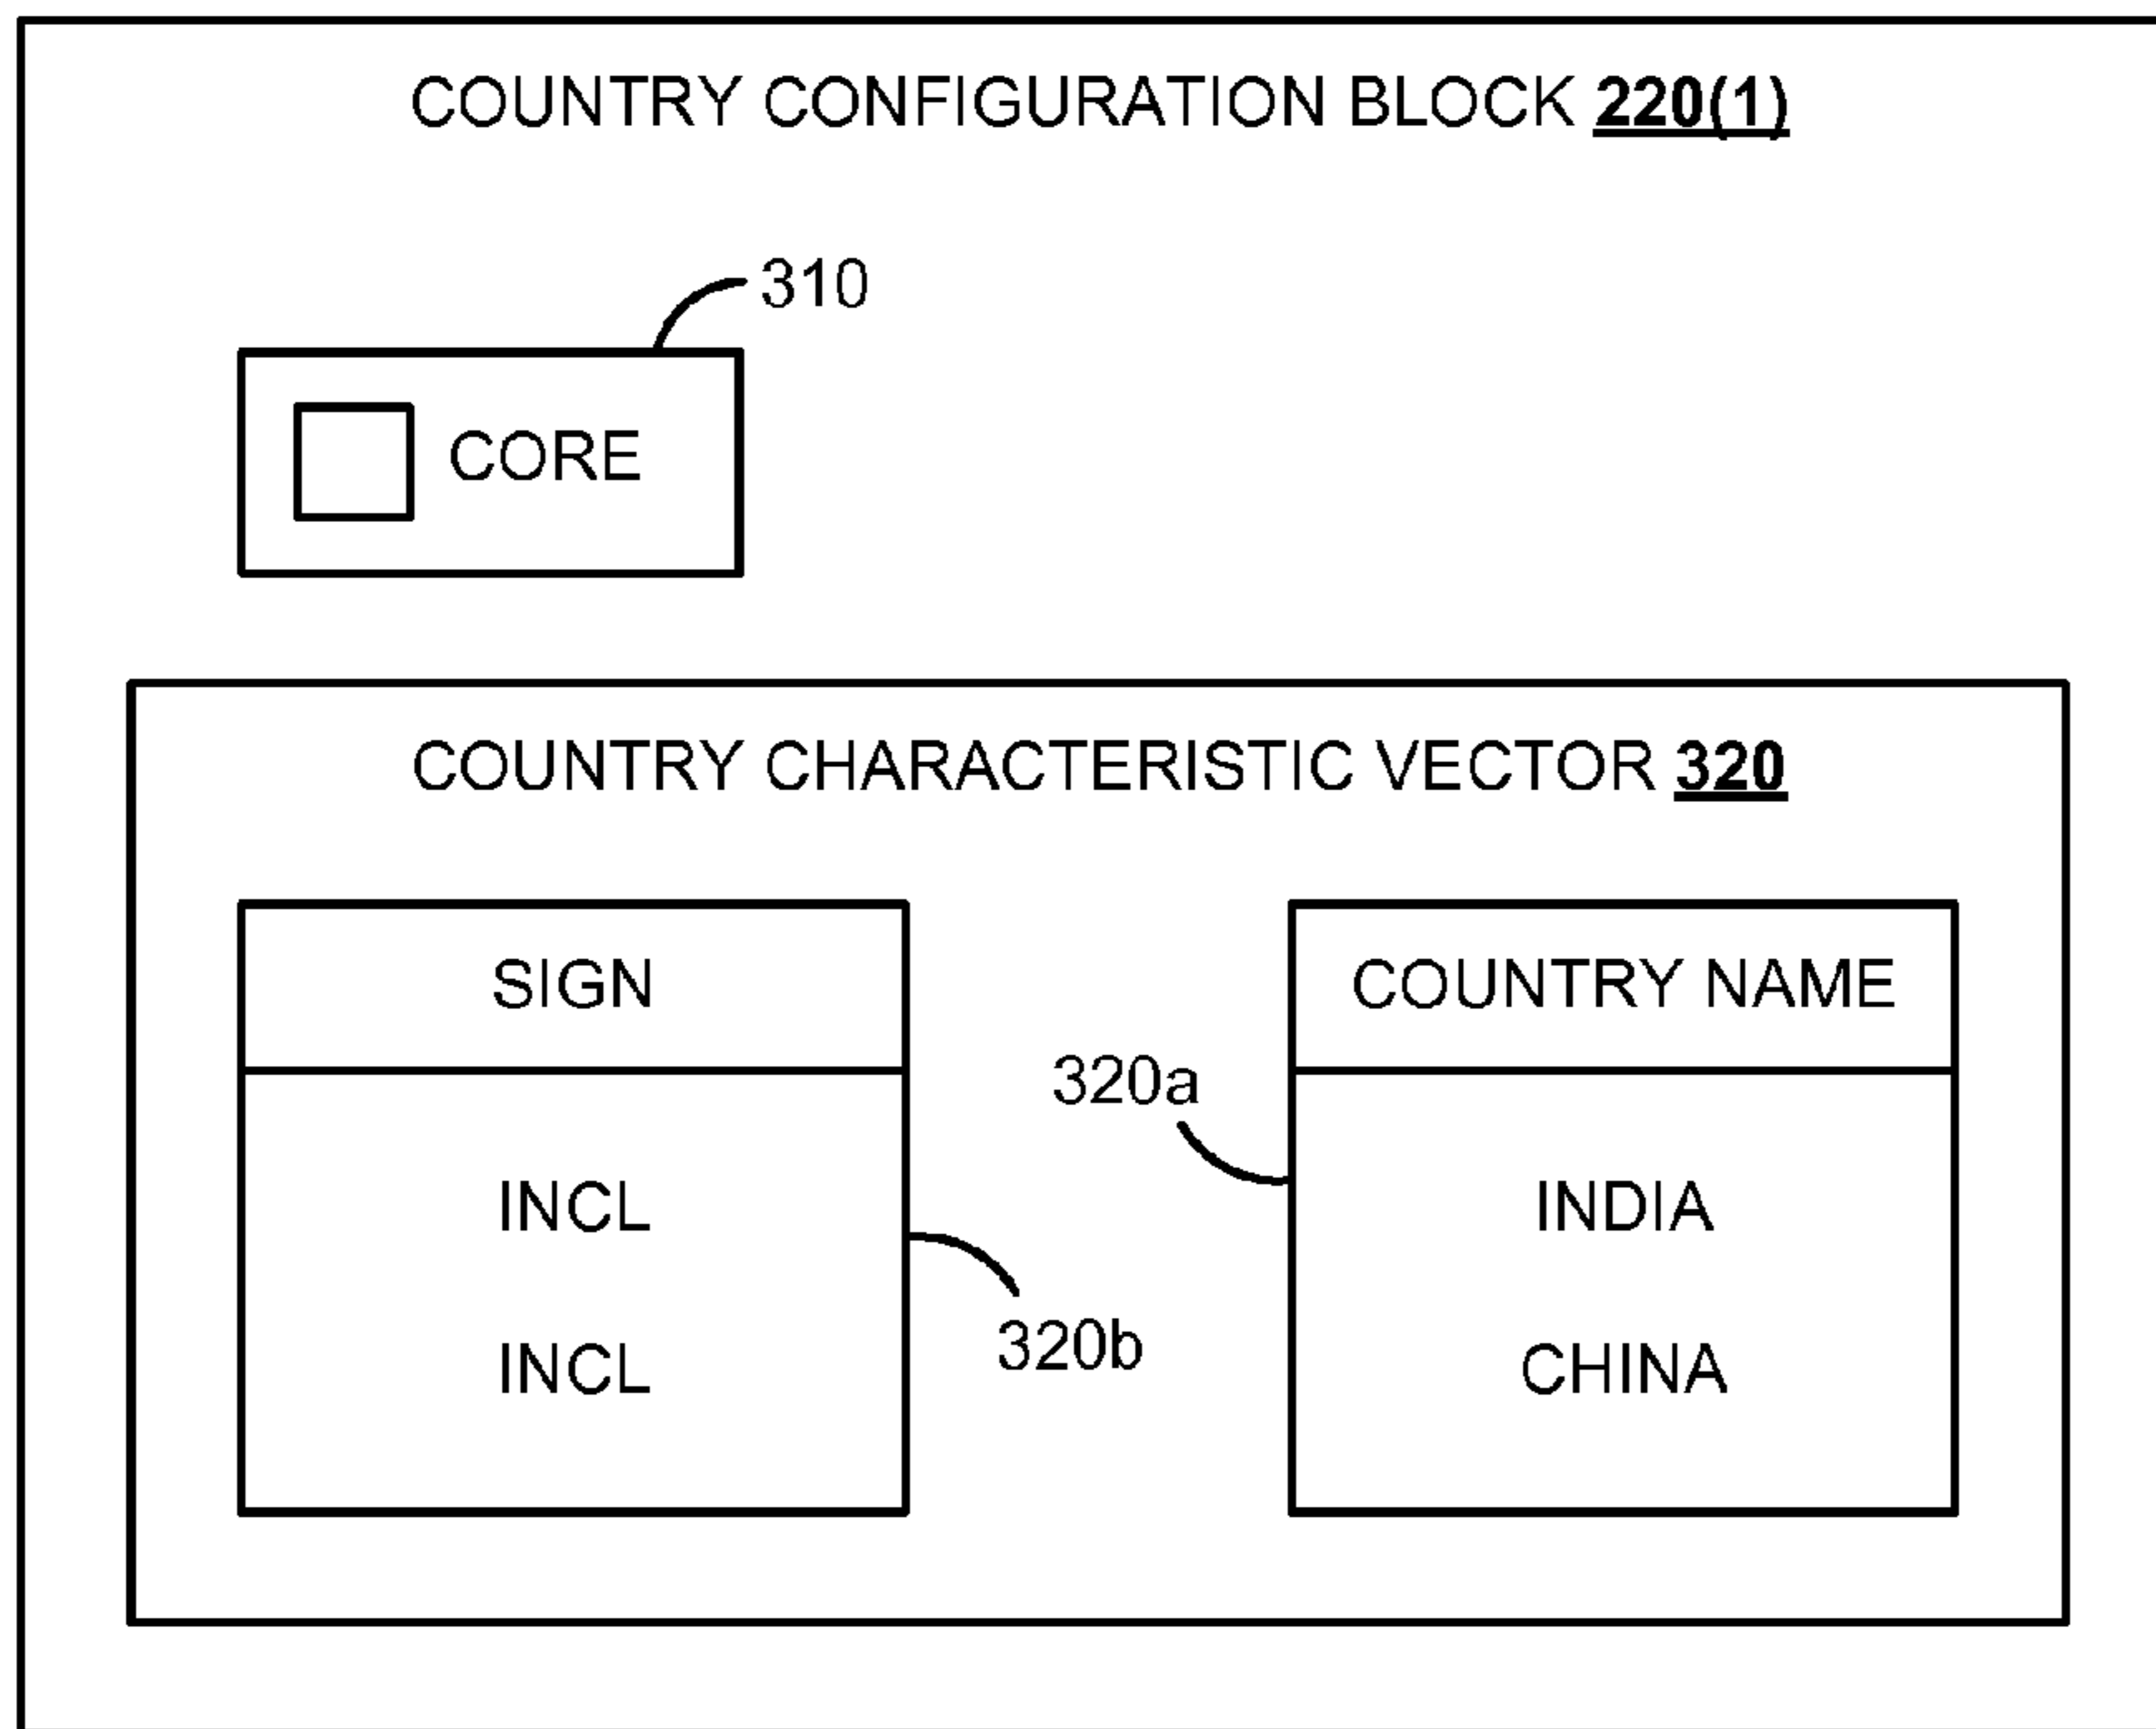 COUNTRY CONFIGURATION BLOCK 220(1)
310
CORE
COUNTRY CHARACTERISTIC VECTOR 320
SIGN
COUNTRY NAME
320a
INCL
INDIA
320b
INCL
CHINA